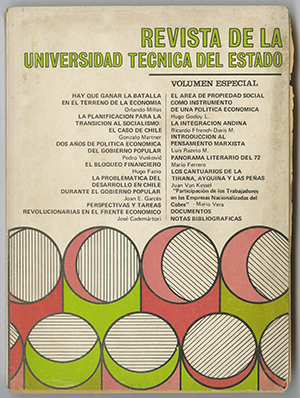 REVISTA DE LA
UNIVERSIDAD TECNICA DEL ESTADO
VOLUMEN ESPECIAL
HAY QUE GANAR LA BATALLA
EN EL TERRENO DE LA ECONOMIA
Orlando Millas
LA PLANIFICACION PARA LA
TRANSICION AL SOCIALISMO:
EL CASO DE CHILE
Gonzalo Martner
DOS AÑOS DE POLITICA ECONOMICA
DEL GOBIERNO POPULAR
Pedro Vusković
EL BLOQUEO FINANCIERO
Hugo Fazio
LA PROBLEMATICA DEL
DESARROLLO EN CHILE
DURANTE EL GOBIERNO POPULAR
Joan E. Garcés
PERSPECTIVAS Y TAREAS
REVOLUCIONARIAS EN EL FRENTE ECONOMICO
José Cademártori
EL AREA DE PROPIEDAD SOCIAL
COMO INSTRUMENTO
DE UNA POLITICA ECONOMICA
Hugo Godoy L.
LA INTEGRACION ANDINA
Ricardo Ffrench-Davis M.
INTRODUCCION AL
PENSAMIENTO MARXISTA
Luis Razeto M.
PANORAMA LITERARIO DEL 72
Mario Ferrero
LOS CANTUARIOS DE LA
TIRANA, AYQUINA Y LAS PEÑAS
Juan Van Kessel
"Participación de los Trabajadores
en las Empresas Nacionalizadas del
Cobre" - Mario Vera
DOCUMENTOS
NOTAS BIBLIOGRAFICAS